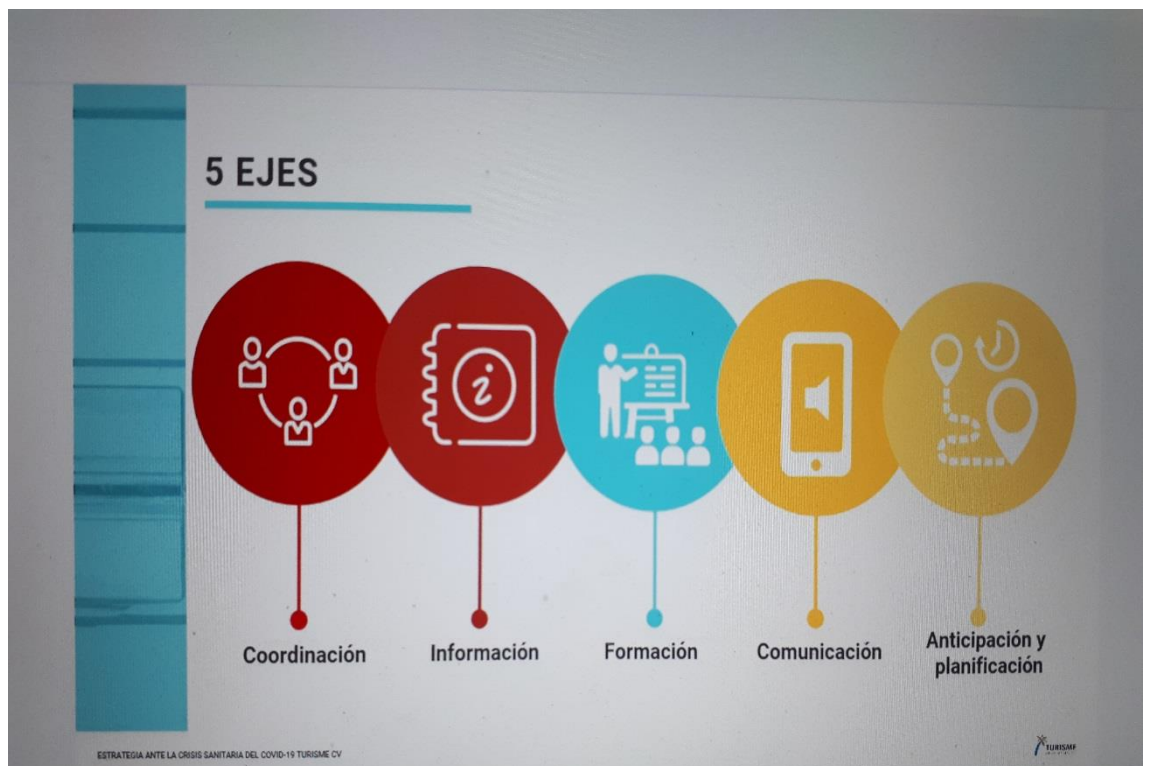 5 EJES
i
Coordinación
Información
Formación
Comunicación
Anticipación y
planificación
ESTRATEGIA ANTE LA CRISIS SANITARIA DEL COVID-19 TURISME CV
TURISME